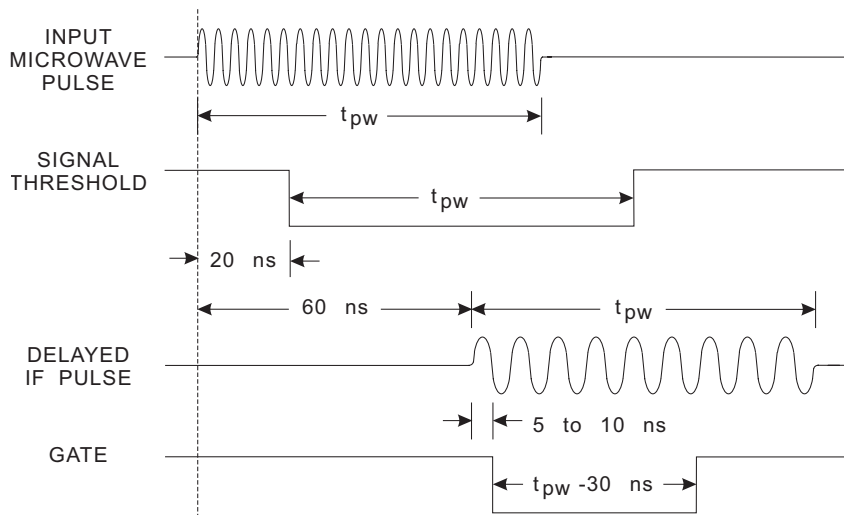 INPUT
MICROWAVE
PULSE
t pw
SIGNAL
THRESHOLD
t pw
20 ns
60 ns
t pw
DELAYED
IF PULSE
5 to 10 ns
GATE
t pw -30 ns